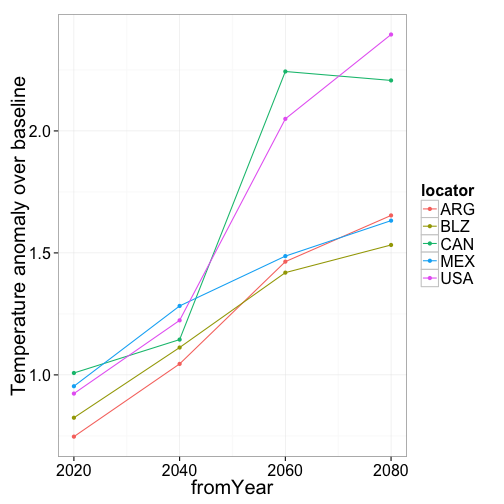 Temperature anomaly over baseline
2.0
1.5
1.0
2020 2040 2060 2080
fromYear
locator
ARG
BLZ
CAN
MEX
USA